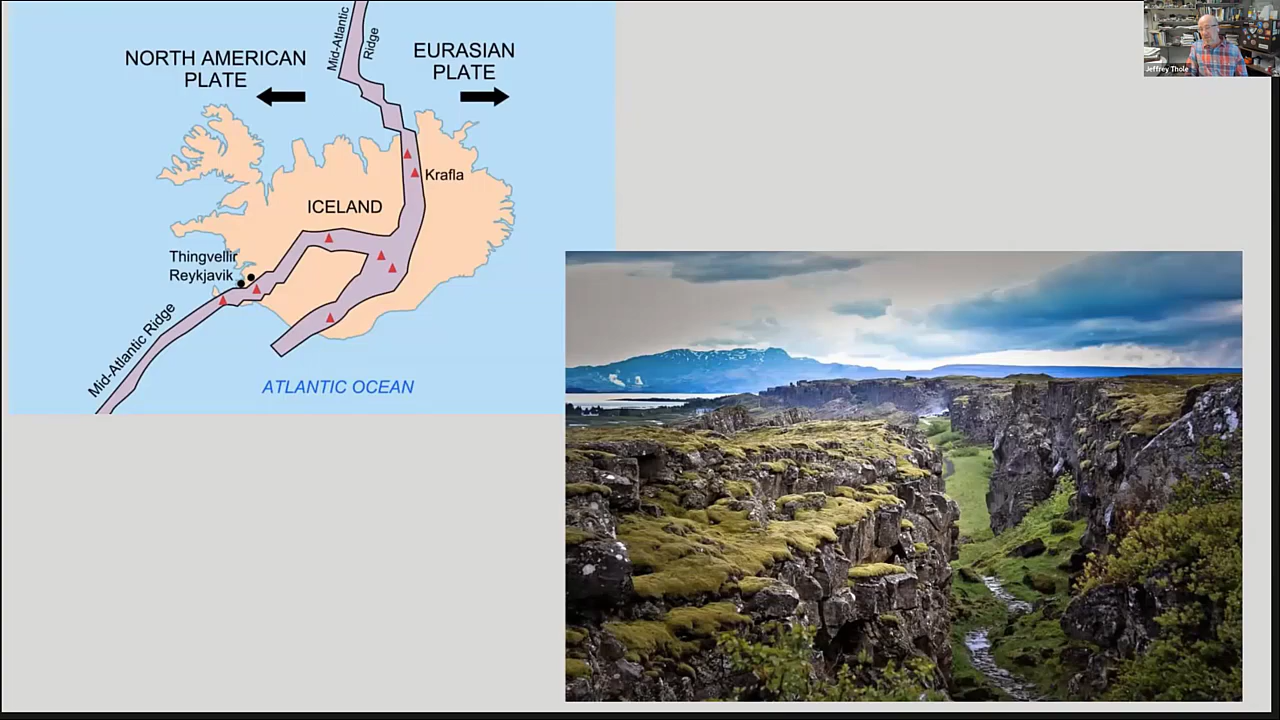 NORTH AMERICAN
PLATE
Mid-Atlantic
Ridge
EURASIAN
PLATE
Krafla
ICELAND
Thingvellir
Reykjavik
Mid-Atlantic Ridge
ATLANTIC OCEAN
Jeffrey Thole